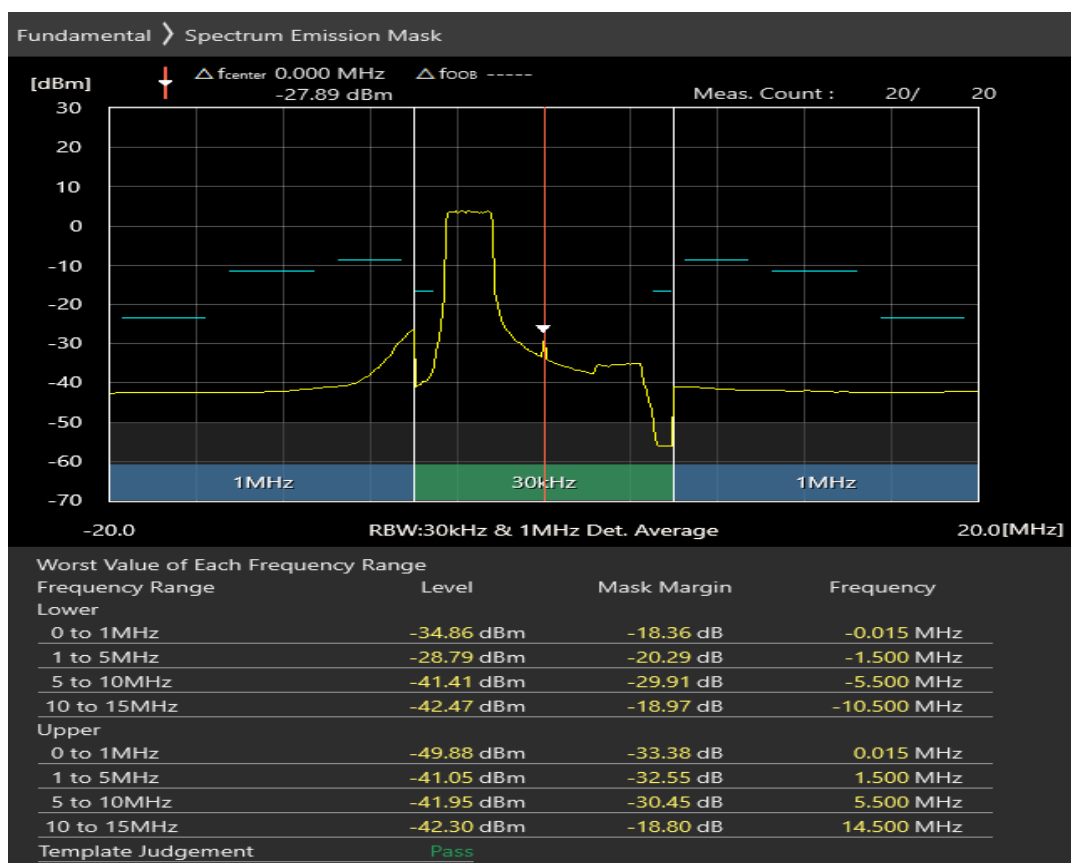 Fundamental ❯ Spectrum Emission Mask
△ fcenter 0.000 MHz △ fOOB -----
[dBm] -27.89 dBm Meas. Count : 20/ 20
30
20
10
0
-10
-20
-30
-40
-50
-60
1MHz 30kHz 1MHz
-70
-20.0 RBW:30kHz & 1MHz Det. Average 20.0[MHz]
Worst Value of Each Frequency Range
Frequency Range Level Mask Margin Frequency
Lower
0 to 1MHz -34.86 dBm -18.36 dB -0.015 MHz
1 to 5MHz -28.79 dBm -20.29 dB -1.500 MHz
5 to 10MHz -41.41 dBm -29.91 dB -5.500 MHz
10 to 15MHz -42.47 dBm -18.97 dB -10.500 MHz
Upper
0 to 1MHz -49.88 dBm -33.38 dB 0.015 MHz
1 to 5MHz -41.05 dBm -32.55 dB 1.500 MHz
5 to 10MHz -41.95 dBm -30.45 dB 5.500 MHz
10 to 15MHz -42.30 dBm -18.80 dB 14.500 MHz
Template Judgement Pass